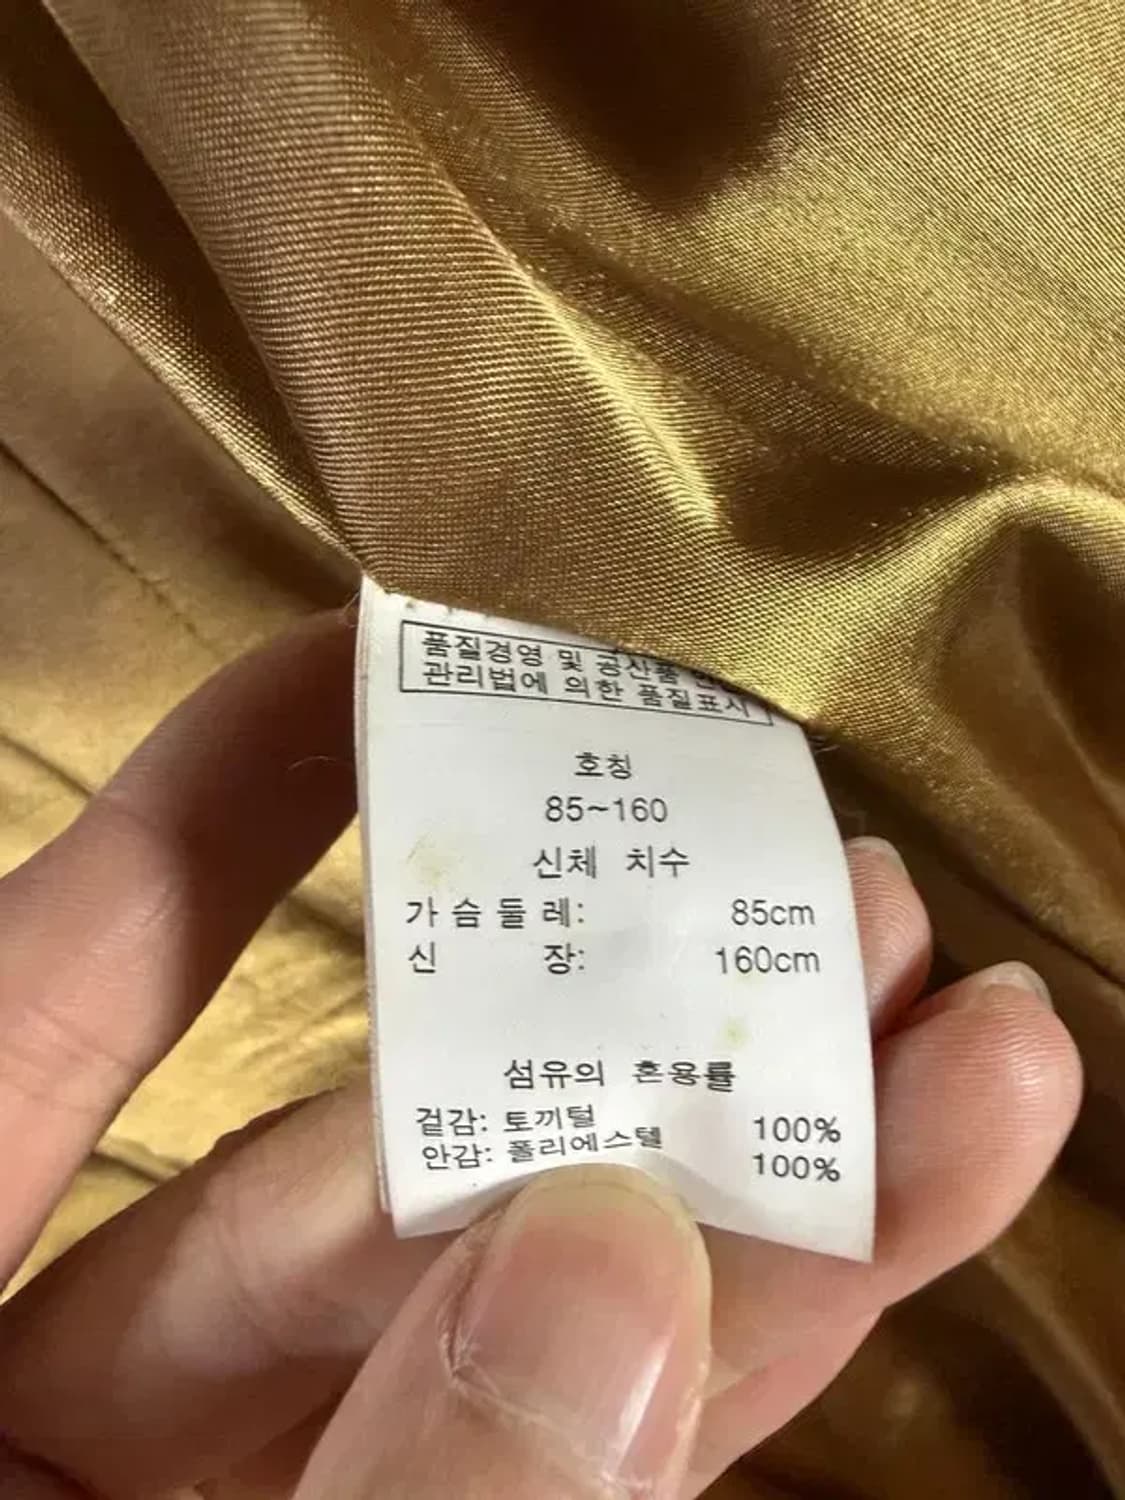 품질경영 및 공산품
관리법에 의한 품질표시
호칭
85~160
신체 치수
가슴둘레: 85cm
신 장: 160cm
섬유의 혼용률
겉감: 토끼털 100%
안감: 폴리에스텔 100%